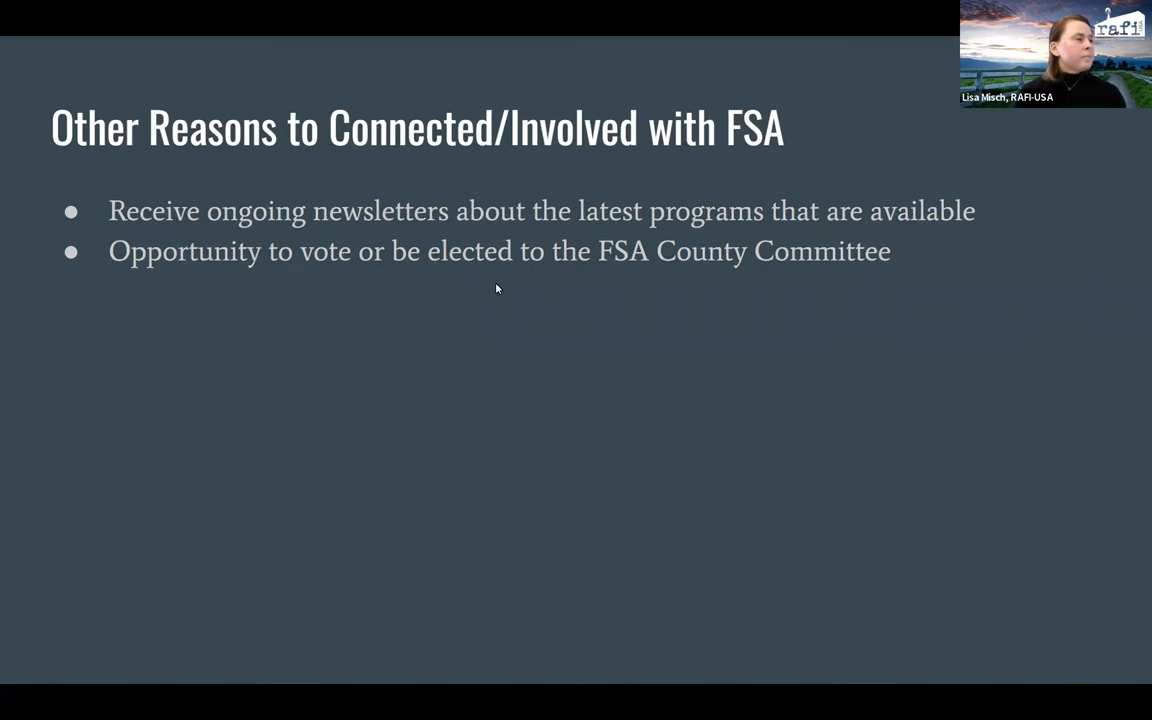 rafi
USA
Lisa Misch, RAFI-USA
Other Reasons to Connected/Involved with FSA
● Receive ongoing newsletters about the latest programs that are available
● Opportunity to vote or be elected to the FSA County Committee